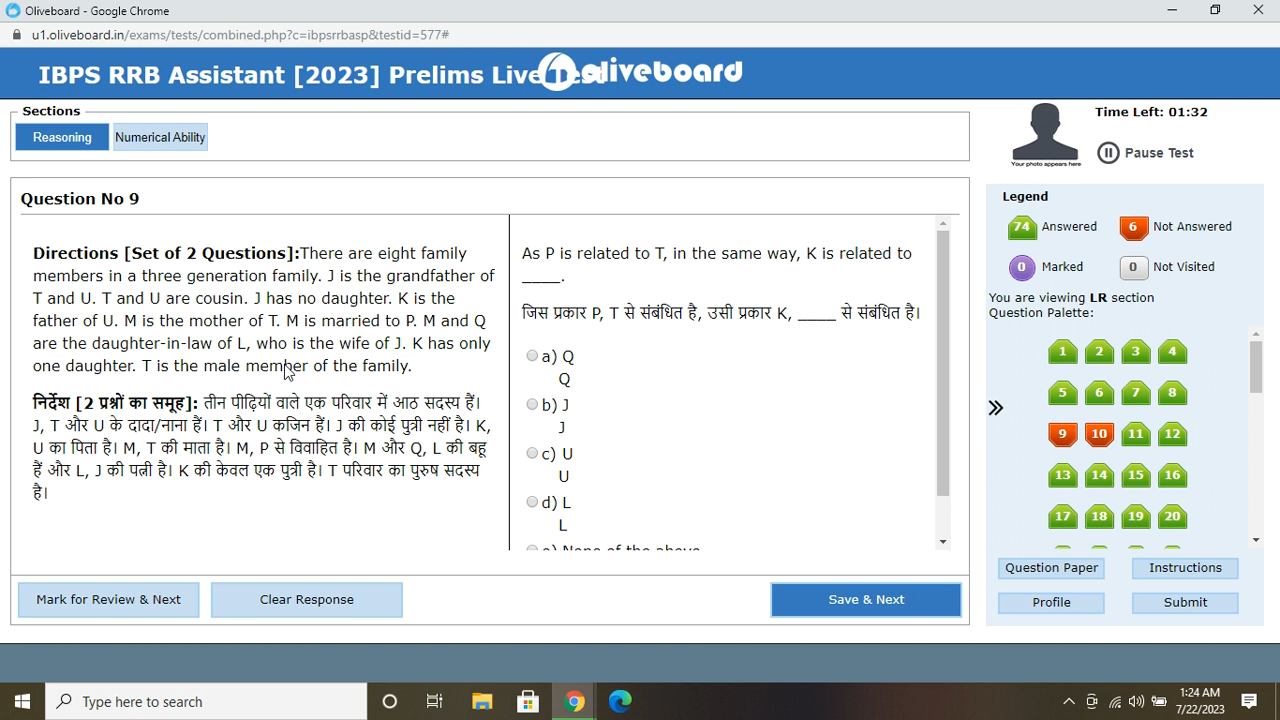 Oliveboard - Google Chrome
u1.oliveboard.in/exams/tests/combined.php?c=ibpsrrbasp&testid=577#
IBPS RRB Assistant [2023] Prelims Live
oliveboard
Sections
Reasoning
Numerical Ability
Your photo appears here
Time Left: 01:32
Pause Test
Question No 9
Directions [Set of 2 Questions]:There are eight family
members in a three generation family. J is the grandfather of
T and U. T and U are cousin. J has no daughter. K is the
father of U. M is the mother of T. M is married to P. M and Q
are the daughter-in-law of L, who is the wife of J. K has only
one daughter. T is the male member of the family.
निर्देश [2 प्रश्नों का समूह]: तीन पीढ़ियों वाले एक परिवार में आठ सदस्य हैं।
J, T और U के दादा/नाना हैं। T और U कजिन हैं। J की कोई पुत्री नहीं है। K,
U का पिता है। M, T की माता है। M, P से विवाहित है। M और Q, L की बहू
हैं और L, J की पत्नी है। K की केवल एक पुत्री है। T परिवार का पुरुष सदस्य
है।
As P is related to T, in the same way, K is related to
____.
जिस प्रकार P, T से संबंधित है, उसी प्रकार K, ____ से संबंधित है।
a) Q
Q
b) J
J
c) U
U
d) L
L
e) None of the above
Mark for Review & Next
Clear Response
Save & Next
Legend
74 Answered
6 Not Answered
0 Marked
0 Not Visited
You are viewing LR section
Question Palette:
1 2 3 4
5 6 7 8
9 10 11 12
13 14 15 16
17 18 19 20
Question Paper
Instructions
Profile
Submit
Type here to search
1:24 AM
7/22/2023